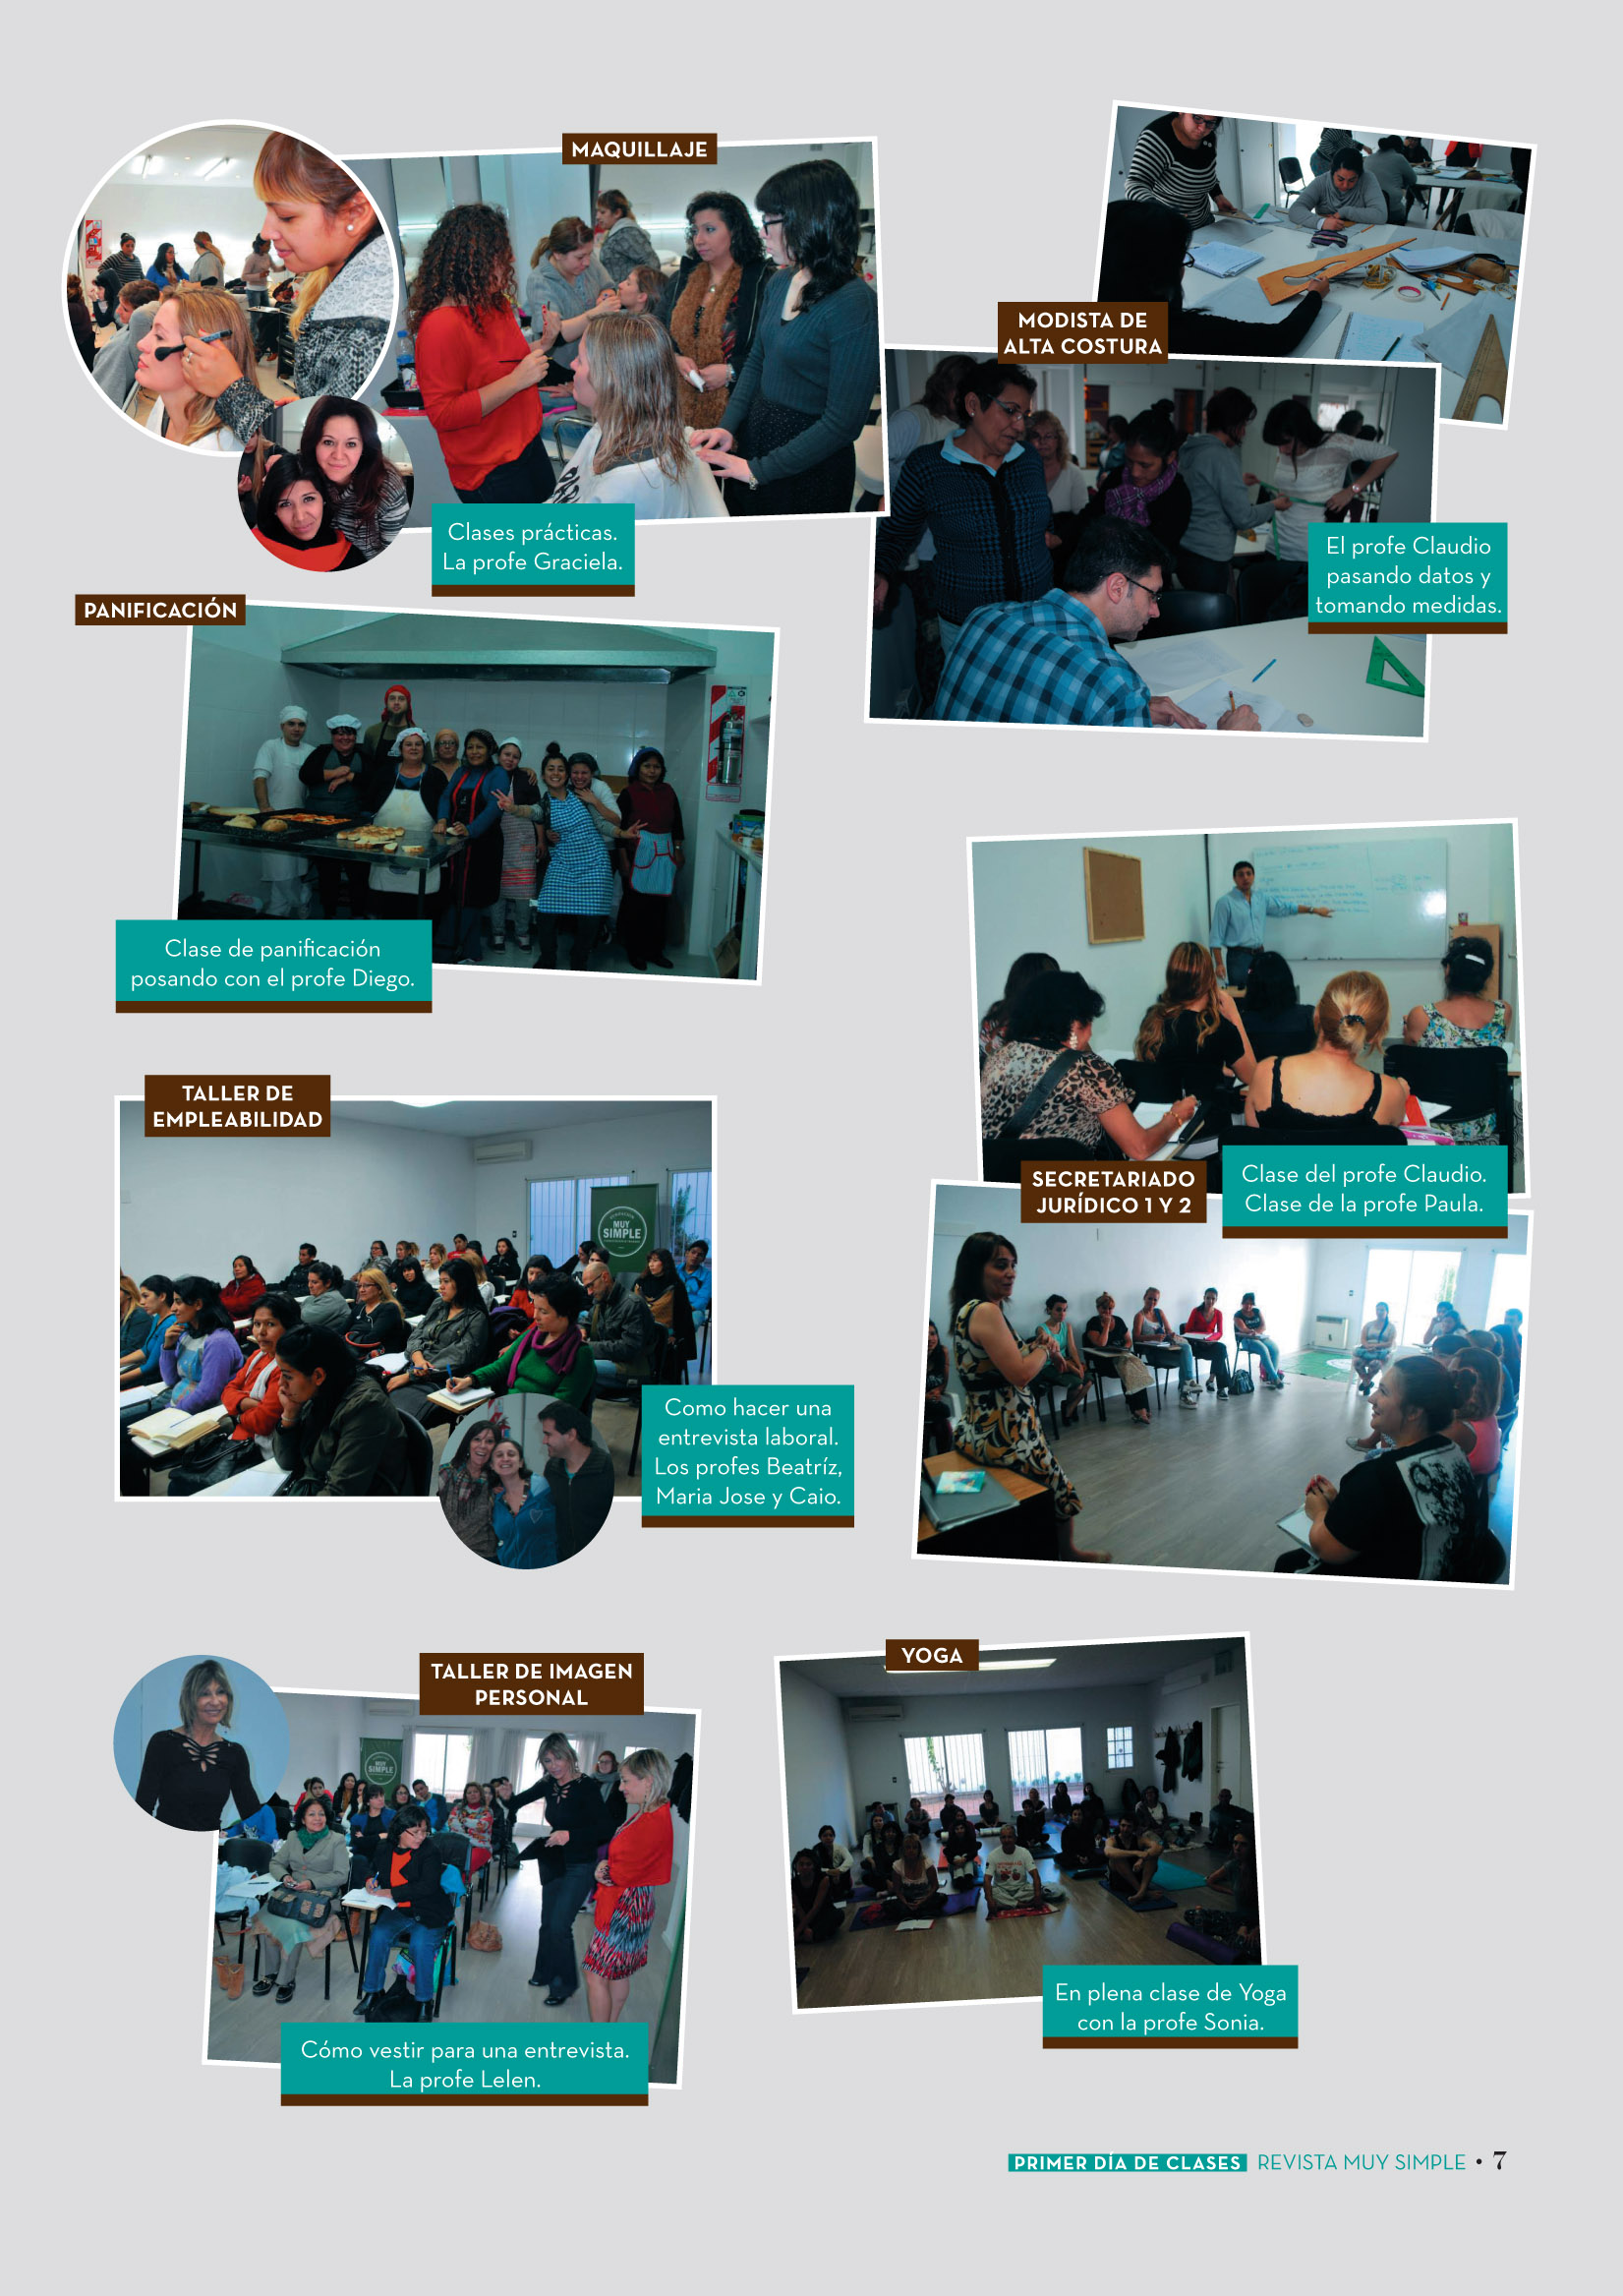 MAQUILLAJE
Clases prácticas.
La profe Graciela.
MODISTA DE
ALTA COSTURA
El profe Claudio
pasando datos y
tomando medidas.
PANIFICACIÓN
Clase de panificación
posando con el profe Diego.
SECRETARIADO
JURÍDICO 1 Y 2
Clase del profe Claudio.
Clase de la profe Paula.
TALLER DE
EMPLEABILIDAD
MUY
SIMPLE
Como hacer una
entrevista laboral.
Los profes Beatríz,
Maria Jose y Caio.
TALLER DE IMAGEN
PERSONAL
MUY
SIMPLE
Cómo vestir para una entrevista.
La profe Lelen.
YOGA
En plena clase de Yoga
con la profe Sonia.
PRIMER DÍA DE CLASES REVISTA MUY SIMPLE • 7